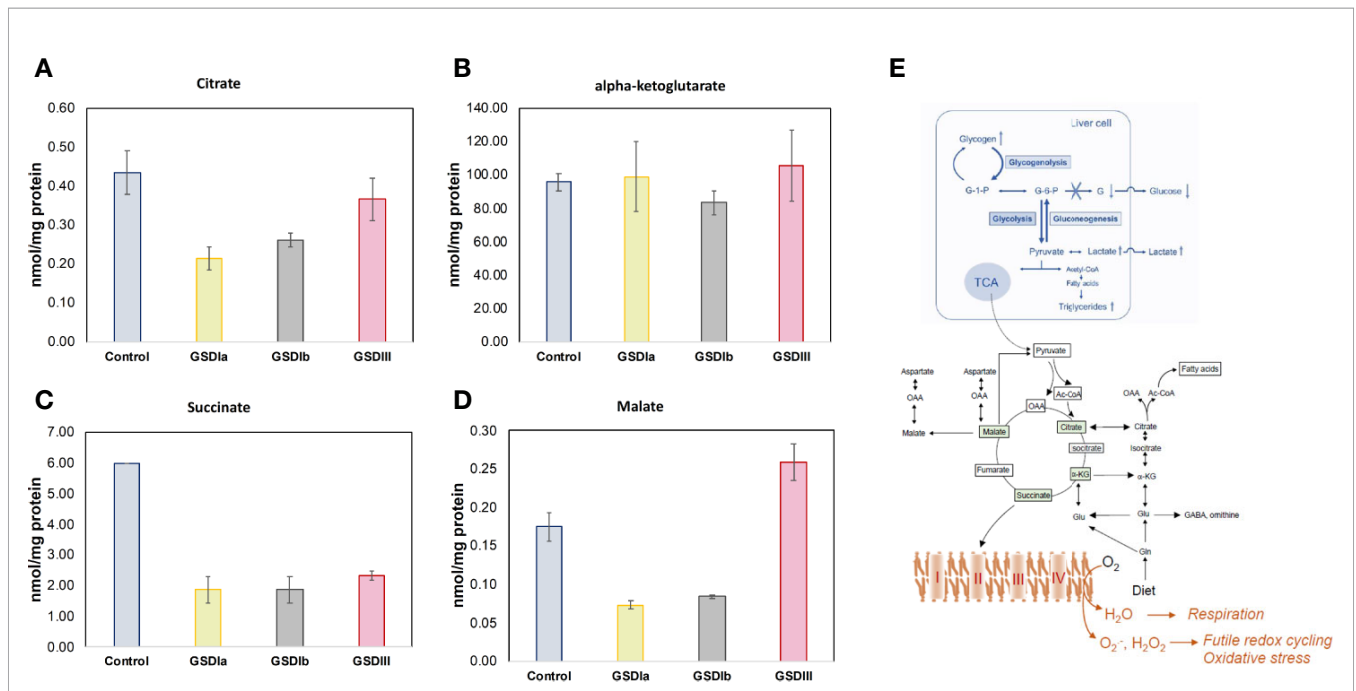 A
Citrate
nmol/mg protein
0.60
0.50
0.40
0.30
0.20
0.10
0.00
Control GSDIa GSDIb GSDIII
B
alpha-ketoglutarate
nmol/mg protein
140.00
120.00
100.00
80.00
60.00
40.00
20.00
0.00
Control GSDIa GSDIb GSDIII
C
Succinate
nmol/mg protein
7.00
6.00
5.00
4.00
3.00
2.00
1.00
0.00
Control GSDIa GSDIb GSDIII
D
Malate
nmol/mg protein
0.30
0.25
0.20
0.15
0.10
0.05
0.00
Control GSDIa GSDIb GSDIII
E
Liver cell
Glycogen ↑
Glycogenolysis
G-1-P G-6-P G ↓ Glucose ↓
Glycolysis Gluconeogenesis
Pyruvate Lactate ↑ Lactate ↑
TCA
Acetyl-CoA
Fatty acids
Triglycerides ↑
Pyruvate
Fatty acids
Aspartate Aspartate
OAA OAA Ac-CoA OAA Ac-CoA
OAA
Malate Malate Citrate Citrate
Isocitrate Isocitrate
Fumarate α-KG α-KG
Succinate
Glu Glu GABA, ornithine
Gln
I II III IV
O2
Diet
H2O Respiration
O2.-, H2O2 Futile redox cycling
Oxidative stress